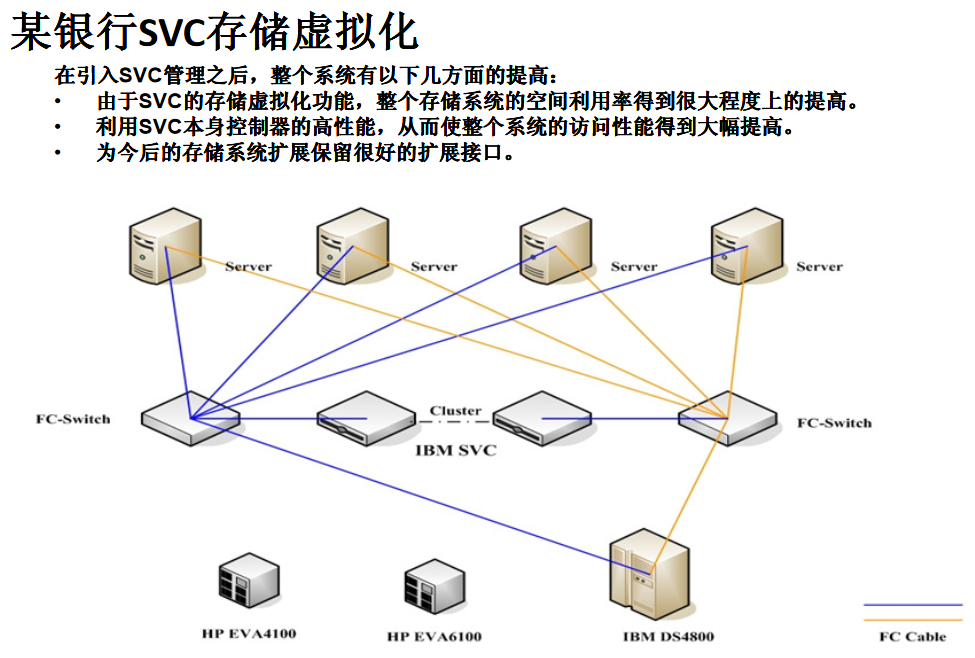 某银行SVC存储虚拟化
在引入SVC管理之后，整个系统有以下几方面的提高：
• 由于SVC的存储虚拟化功能，整个存储系统的空间利用率得到很大程度上的提高。
• 利用SVC本身控制器的高性能，从而使整个系统的访问性能得到大幅提高。
• 为今后的存储系统扩展保留很好的扩展接口。
Server
Server
Server
Server
FC-Switch
Cluster
IBM SVC
FC-Switch
HP EVA4100
HP EVA6100
IBM DS4800
FC Cable